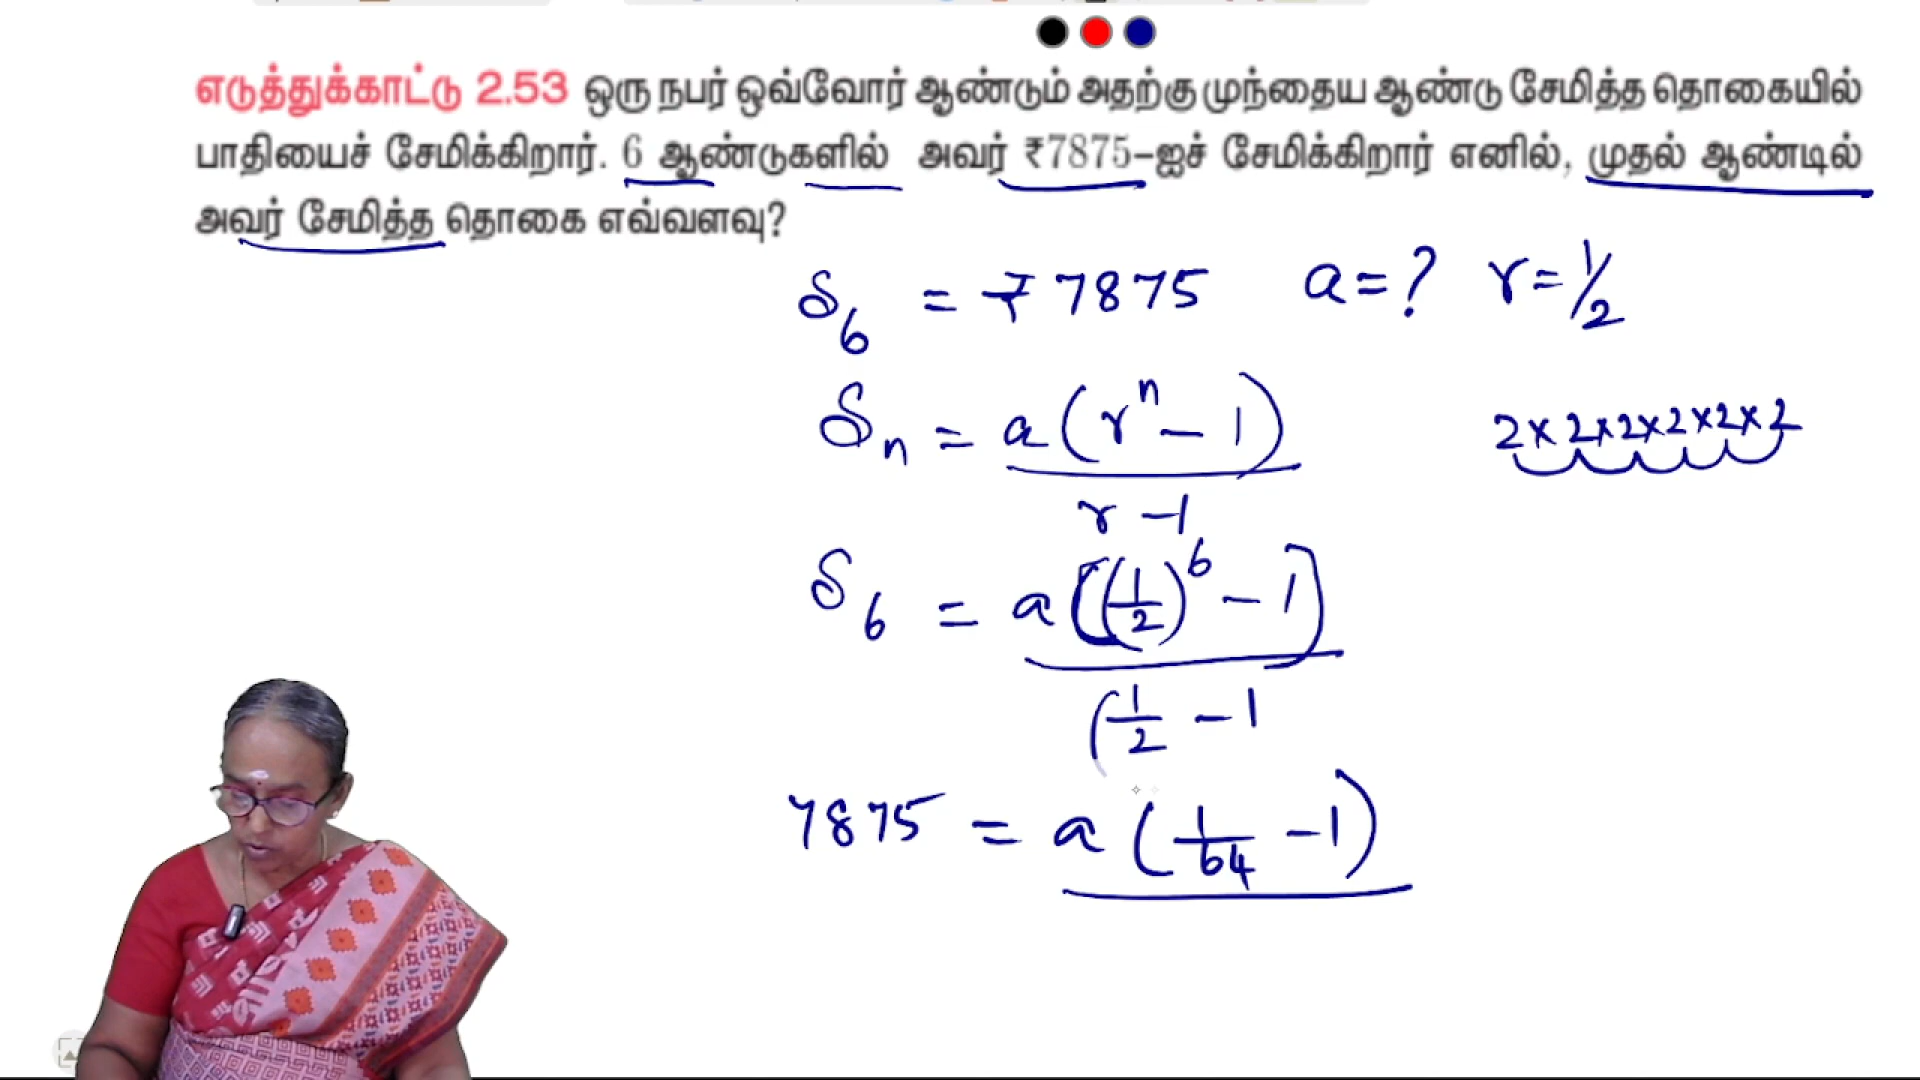 எடுத்துக்காட்டு 2.53 ஒரு நபர் ஒவ்வோர் ஆண்டும் அதற்கு முந்தைய ஆண்டு சேமித்த தொகையில்
பாதியைச் சேமிக்கிறார். 6 ஆண்டுகளில் அவர் ₹7875-ஐச் சேமிக்கிறார் எனில், முதல் ஆண்டில்
அவர் சேமித்த தொகை எவ்வளவு?
S6 = ₹ 7875 a = ? r = 1/2
Sn = a(r^n - 1)
2×2×2×2×2×2
r - 1
S6 = a((1/2)^6 - 1)
(1/2 - 1
7875 = a(1/64 - 1)